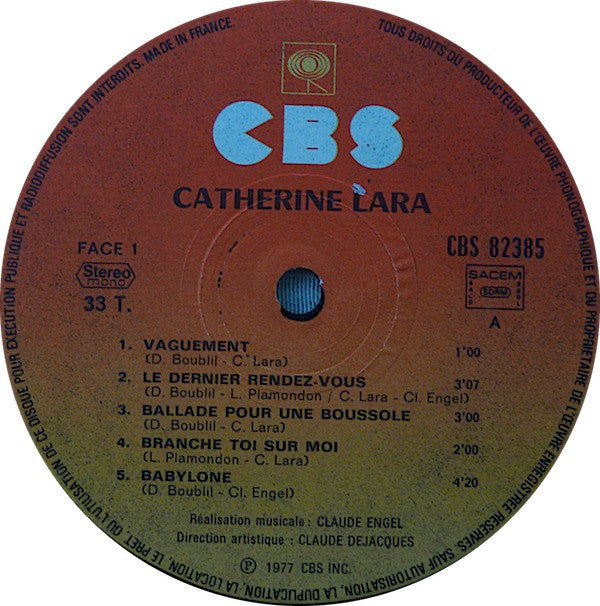 TOUS DROITS DU PRODUCTEUR DE L'ŒUVRE PHONOGRAPHIQUE ET DU PROPRIETAIRE DE L'ŒUVRE ENREGISTREE RESERVES. SAUF AUTORISATION, LA DUPLICATION, LA LOCATION, LE PRET, OU L'UTILISATION DE CE DISQUE POUR EXECUTION PUBLIQUE ET RADIODIFFUSION SONT INTERDITS. MADE IN FRANCE.
CBS
CATHERINE LARA
FACE 1
CBS 82385
Stereo
mono
SACEM
SDRM
33 T.
A
1. VAGUEMENT 1'00
(D. Boublil - C. Lara)
2. LE DERNIER RENDEZ-VOUS 3'07
(D. Boublil - L. Plamondon / C. Lara - Cl. Engel)
3. BALLADE POUR UNE BOUSSOLE 3'00
(D. Boublil - C. Lara)
4. BRANCHE TOI SUR MOI 2'00
(L. Plamondon - C. Lara)
5. BABYLONE 4'20
(D. Boublil - Cl. Engel)
Réalisation musicale : CLAUDE ENGEL
Direction artistique : CLAUDE DEJACQUES
℗ 1977 CBS INC.